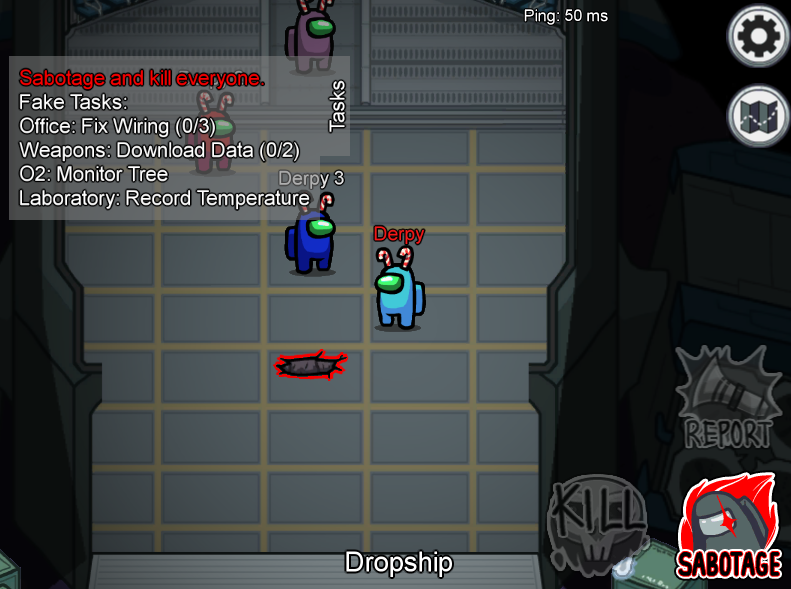 Ping: 50 ms
Sabotage and kill everyone.
Fake Tasks:
Office: Fix Wiring (0/3)
Weapons: Download Data (0/2)
O2: Monitor Tree
Laboratory: Record Temperature
Tasks
Derpy 3
Derpy
REPORT
KILL
SABOTAGE
Dropship